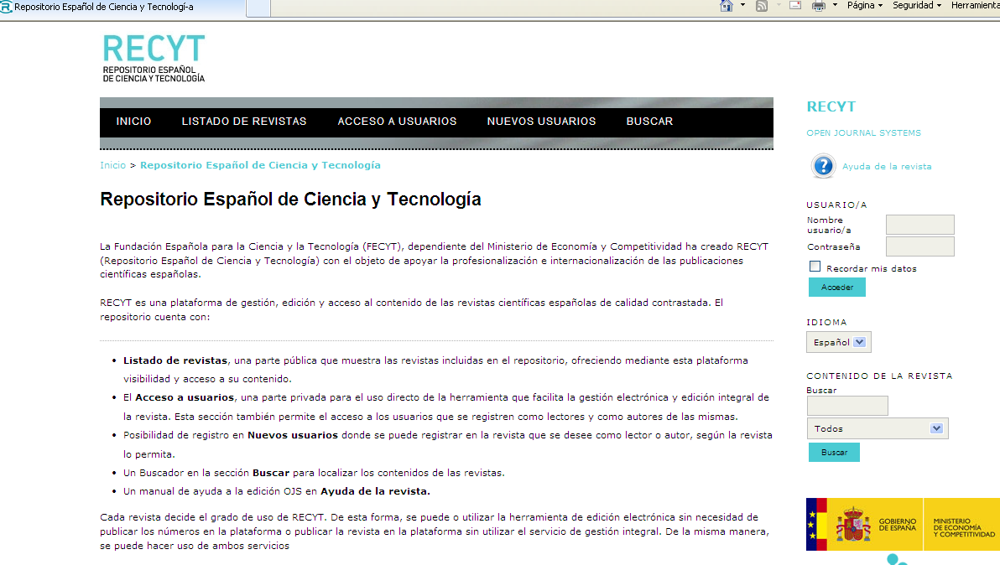 Repositorio Español de Ciencia y Tecnologí-a
Página
Seguridad
Herramienta
RECYT
REPOSITORIO ESPAÑOL
DE CIENCIA Y TECNOLOGÍA
INICIO LISTADO DE REVISTAS ACCESO A USUARIOS NUEVOS USUARIOS BUSCAR
Inicio > Repositorio Español de Ciencia y Tecnología
Repositorio Español de Ciencia y Tecnología
La Fundación Española para la Ciencia y la Tecnología (FECYT), dependiente del Ministerio de Economía y Competitividad ha creado RECYT
(Repositorio Español de Ciencia y Tecnología) con el objeto de apoyar la profesionalización e internacionalización de las publicaciones
científicas españolas.
RECYT es una plataforma de gestión, edición y acceso al contenido de las revistas científicas españolas de calidad contrastada. El
repositorio cuenta con:
• Listado de revistas, una parte pública que muestra las revistas incluidas en el repositorio, ofreciendo mediante esta plataforma
visibilidad y acceso a su contenido.
• El Acceso a usuarios, una parte privada para el uso directo de la herramienta que facilita la gestión electrónica y edición integral de
la revista. Esta sección también permite el acceso a los usuarios que se registren como lectores y como autores de las mismas.
• Posibilidad de registro en Nuevos usuarios donde se puede registrar en la revista que se desee como lector o autor, según la revista
lo permita.
• Un Buscador en la sección Buscar para localizar los contenidos de las revistas.
• Un manual de ayuda a la edición OJS en Ayuda de la revista.
Cada revista decide el grado de uso de RECYT. De esta forma, se puede o utilizar la herramienta de edición electrónica sin necesidad de
publicar los números en la plataforma o publicar la revista en la plataforma sin utilizar el servicio de gestión integral. De la misma manera,
se puede hacer uso de ambos servicios
RECYT
OPEN JOURNAL SYSTEMS
Ayuda de la revista
USUARIO/A
Nombre
usuario/a
Contraseña
Recordar mis datos
Acceder
IDIOMA
Español
CONTENIDO DE LA REVISTA
Buscar
Todos
Buscar
GOBIERNO
DE ESPAÑA
MINISTERIO
DE ECONOMÍA
Y COMPETITIVIDAD